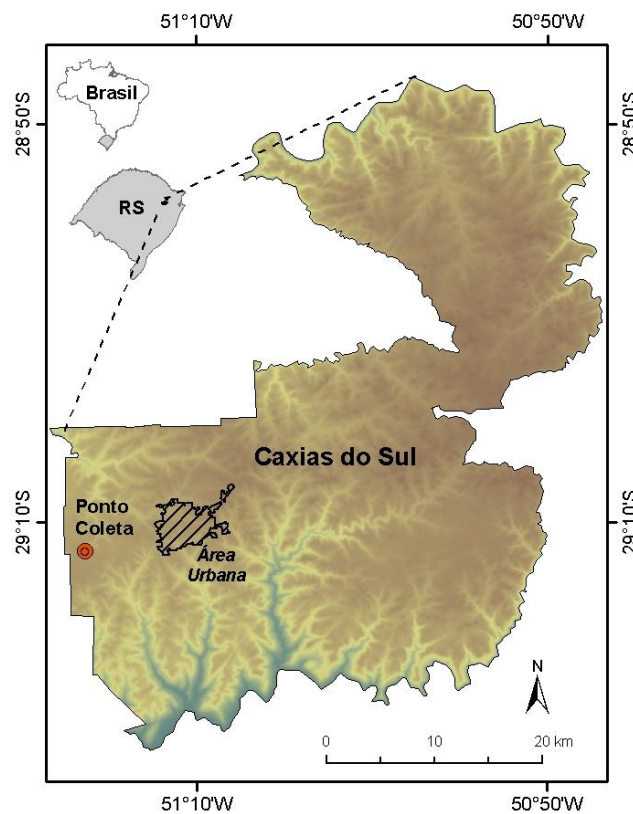 51°10'W
50°50'W
28°50'S
28°50'S
Brasil
RS
Caxias do Sul
Ponto
Coleta
Área
Urbana
29°10'S
29°10'S
N
0
10
20 km
51°10'W
50°50'W